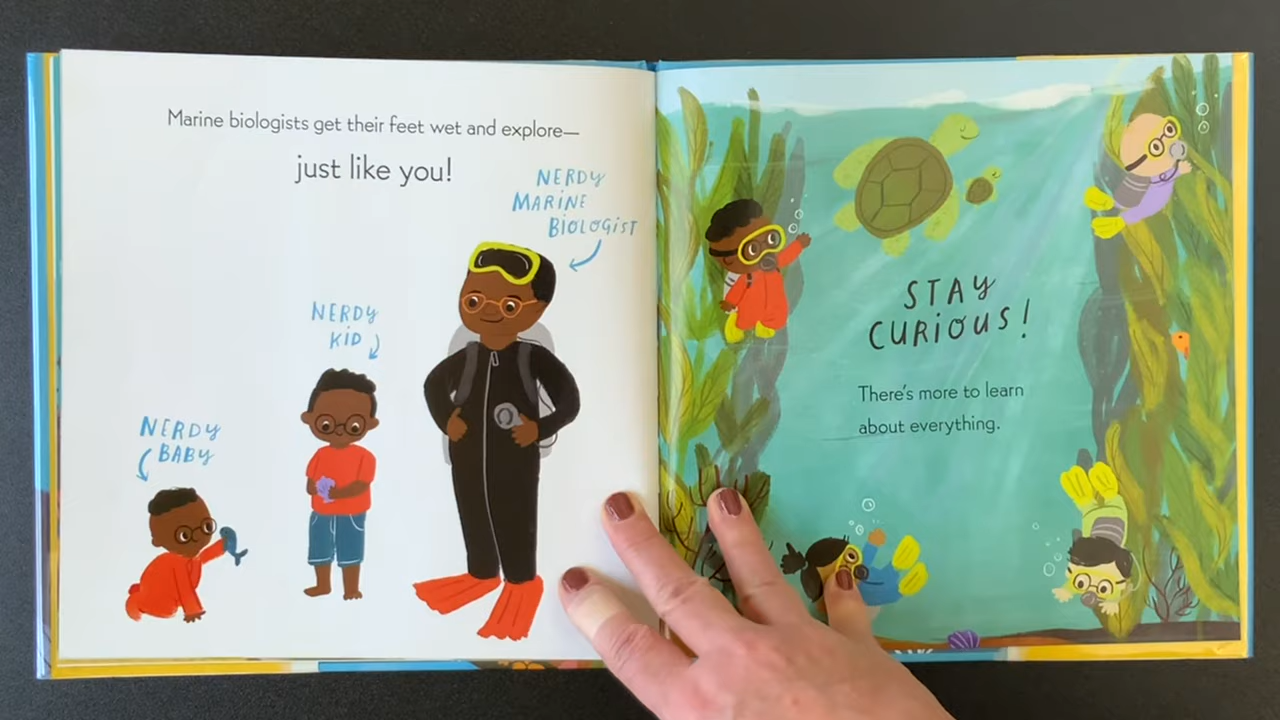 Marine biologists get their feet wet and explore—
just like you!
NERDY
MARINE
BIOLOGIST
NERDY
KID
NERDY
BABY
STAY
CURIOUS!
There's more to learn
about everything.